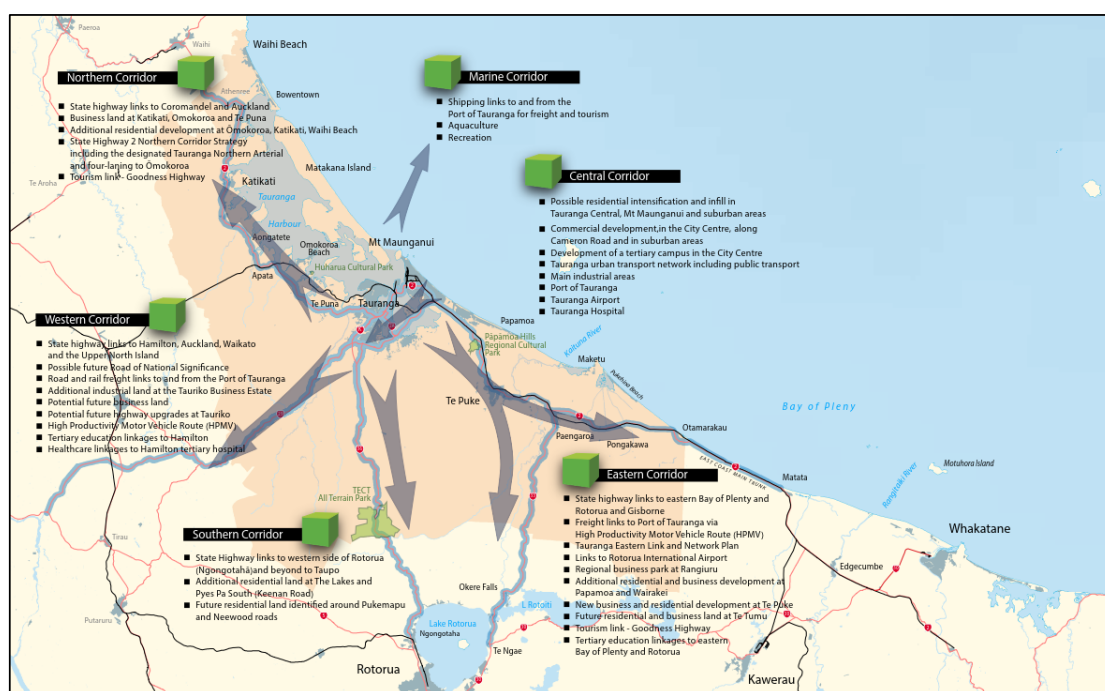 Paeroa
Waihi
Waihi Beach
Athenree
Bowentown
Northern Corridor
■ State highway links to Coromandel and Auckland
■ Business land at Katikati, Omokoroa and Te Puna
■ Additional residential development at Ōmokoroa, Katikati, Waihi Beach
■ State Highway 2 Northern Corridor Strategy
including the designated Tauranga Northern Arterial
and four-laning to Ōmokoroa
■ Tourism link - Goodness Highway
Marine Corridor
■ Shipping links to and from the
Port of Tauranga for freight and tourism
■ Aquaculture
■ Recreation
Central Corridor
■ Possible residential intensification and infill in
Tauranga Central, Mt Maunganui and suburban areas
■ Commercial development,in the City Centre, along
Cameron Road and in suburban areas
■ Development of a tertiary campus in the City Centre
■ Tauranga urban transport network including public transport
■ Main industrial areas
■ Port of Tauranga
■ Tauranga Airport
■ Tauranga Hospital
Te Aroha
Matakana Island
2
Katikati
Tauranga
Harbour
Aongatete
Omokoroa
Beach
Mt Maunganui
Huharua Cultural Park
Apata
2
Te Puna
Tauranga
Papamoa
Papamoa Hills
Regional Cultural
Park
Kaituna River
Maketu
Pukehina Beach
Te Puke
Bay of Pleny
Western Corridor
■ State highway links to Hamilton, Auckland, Waikato
and the Upper North Island
■ Possible future Road of National Significance
■ Road and rail freight links to and from the Port of Tauranga
■ Additional industrial land at the Tauriko Business Estate
■ Potential future business land
■ Potential future highway upgrades at Tauriko
■ High Productivity Motor Vehicle Route (HPMV)
■ Tertiary education linkages to Hamilton
■ Healthcare linkages to Hamilton tertiary hospital
2
Paengaroa
Pongakawa
Otamarakau
EAST COAST MAIN TRUNK
2
Matata
Rangitaiki River
Motuhora Island
Whakatane
Edgecumbe
TECT
All Terrain Park
Eastern Corridor
■ State highway links to eastern Bay of Plenty and
Rotorua and Gisborne
■ Freight links to Port of Tauranga via
High Productivity Motor Vehicle Route (HPMV)
■ Tauranga Eastern Link and Network Plan
■ Links to Rotorua International Airport
■ Regional business park at Rangiuru
■ Additional residential and business development at
Papamoa and Wairakei
■ New business and residential development at Te Puke
■ Future residential and business land at Te Tumu
■ Tourism link - Goodness Highway
■ Tertiary education linkages to eastern
Bay of Plenty and Rotorua
Southern Corridor
■ State Highway links to western side of Rotorua
(Ngongotahā)and beyond to Taupo
■ Additional residential land at The Lakes and
Pyes Pa South (Keenan Road)
■ Future residential land identified around Pukemapu
and Neewood roads
Tirau
Putaruru
Okere Falls
L Rotoiti
Lake Rotorua
Ngongotaha
Te Ngae
Rotorua
Kawerau